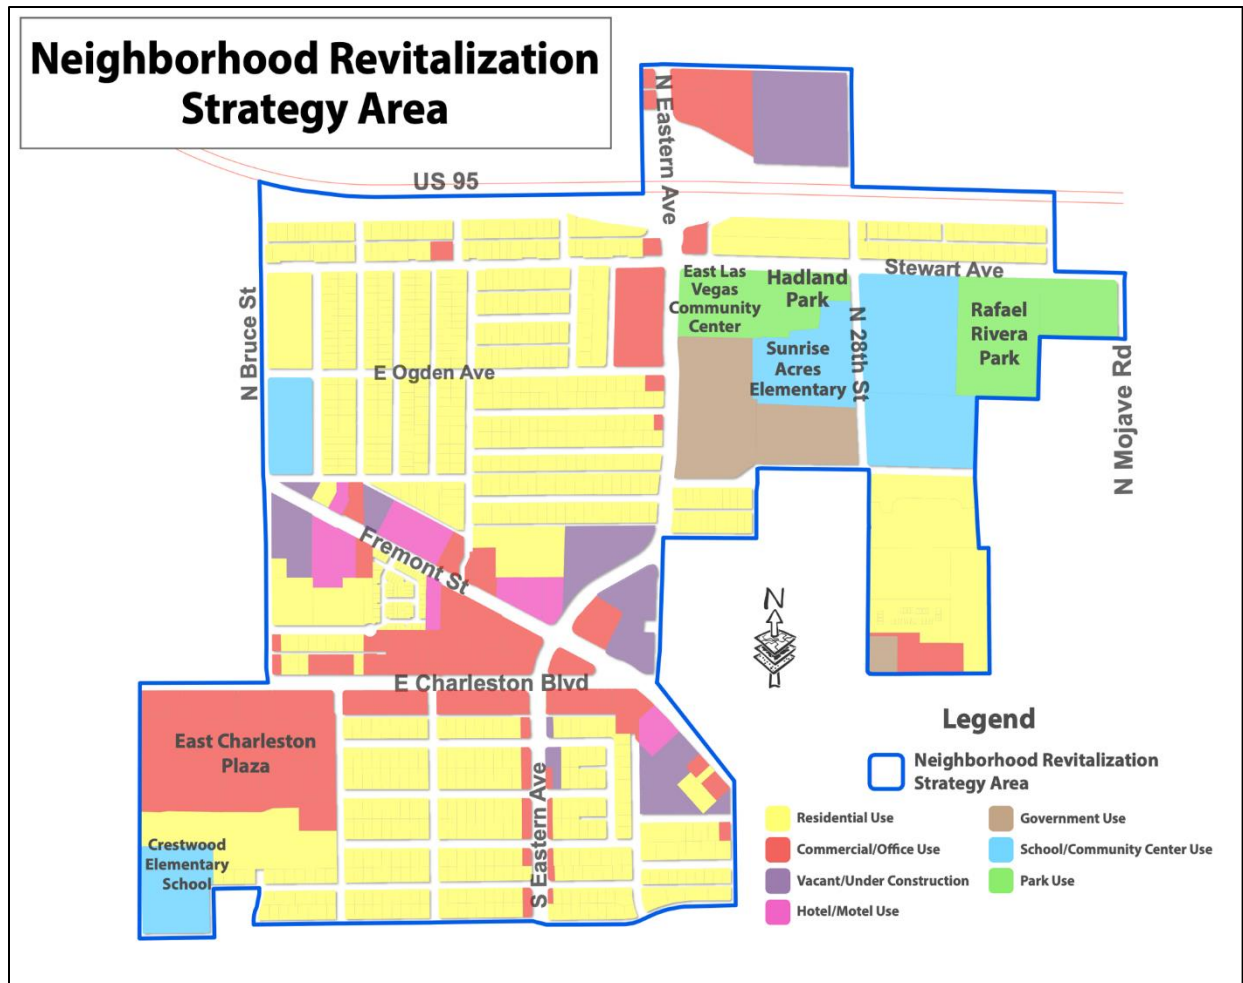 Neighborhood Revitalization
Strategy Area
N Eastern Ave
US 95
Stewart Ave
East Las
Vegas
Community
Center
Hadland
Park
Rafael
Rivera
Park
N Bruce St
N 28th St
Sunrise
Acres
Elementary
E Ogden Ave
N Mojave Rd
Fremont St
N
E Charleston Blvd
East Charleston
Plaza
S Eastern Ave
Crestwood
Elementary
School
Legend
Neighborhood Revitalization
Strategy Area
Residential Use
Government Use
Commercial/Office Use
School/Community Center Use
Vacant/Under Construction
Park Use
Hotel/Motel Use